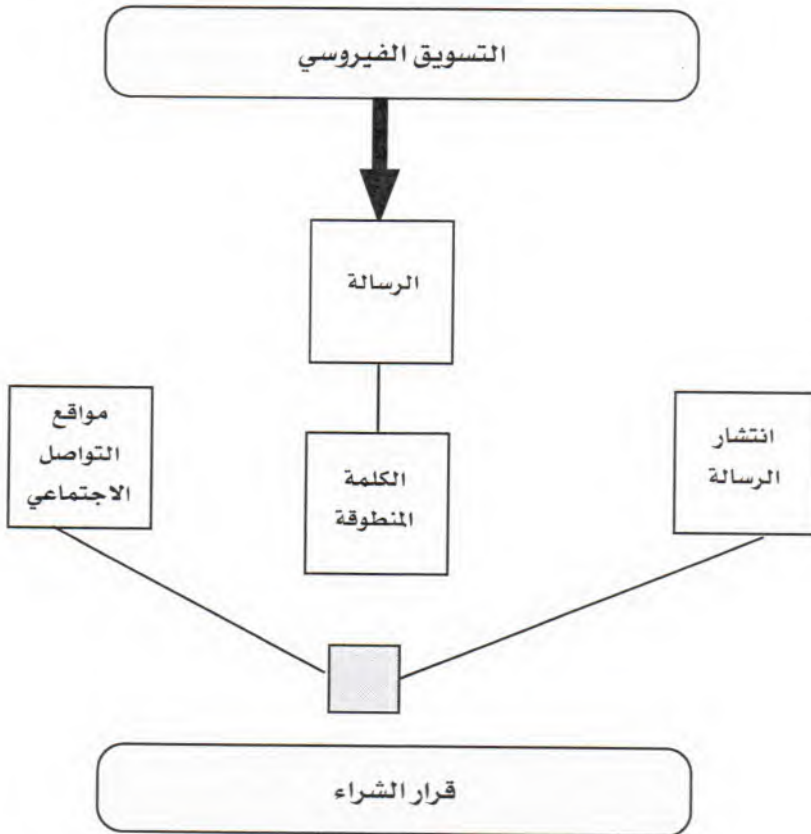 التسويق الفيروسي
الرسالة
انتشار
الرسالة
الكلمة
المنطوقة
مواقع
التواصل
الاجتماعي
قرار الشراء